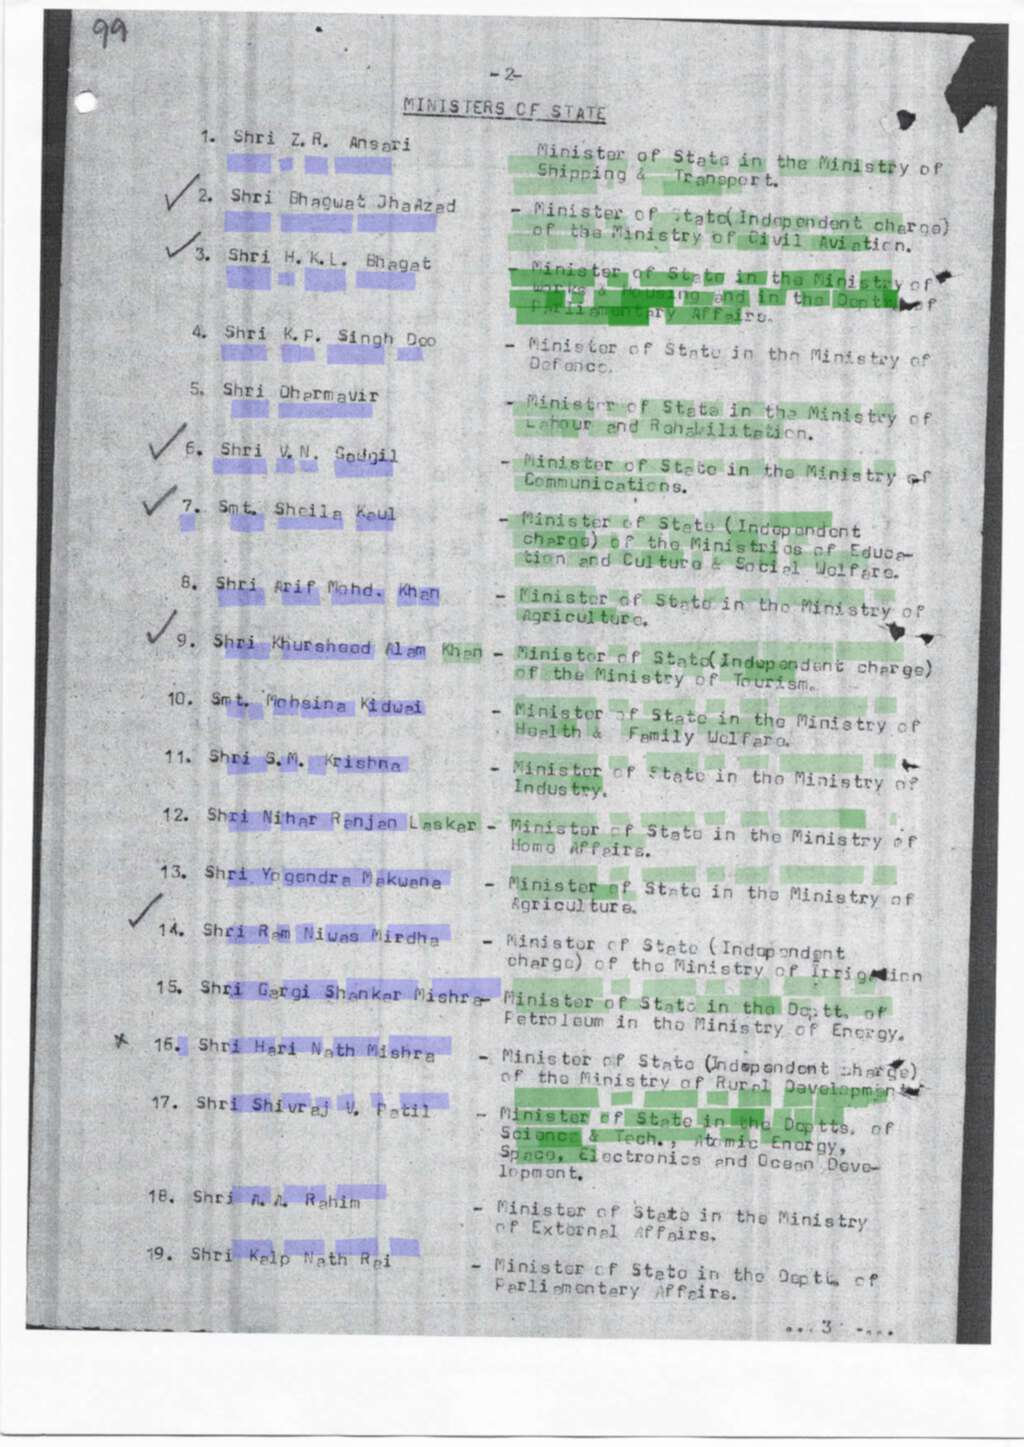 99
- 2 -
MINISTERS OF STATE
1. Shri Z.R. Ansari Minister of State in the Ministry of
Shipping & Transport.
2. Shri Bhagwat JhaAzad - Minister of State(Independent charge)
of the Ministry of Civil Aviation.
3. Shri H.K.L. Bhagat - Minister of State in the Ministry of
Works & Housing and in the Deptt. of
Parliamentary Affairs.
4. Shri K.P. Singh Deo - Minister of State in the Ministry of
Defence.
5. Shri Dharmavir - Minister of State in the Ministry of
Labour and Rehabilitation.
6. Shri V.N. Gadgil - Minister of State in the Ministry of
Communications.
7. Smt. Sheila Kaul - Minister of State (Independent
charge) of the Ministries of Educa-
tion and Culture & Social Welfare.
8. Shri Arif Mohd. Khan - Minister of State in the Ministry of
Agriculture.
9. Shri Khursheed Alam Khan - Minister of State(Independent charge)
of the Ministry of Tourism.
10. Smt. Mohsina Kidwai - Minister of State in the Ministry of
Health & Family Welfare.
11. Shri S.M. Krishna - Minister of State in the Ministry of
Industry.
12. Shri Nihar Ranjan Laskar - Minister of State in the Ministry of
Home Affairs.
13. Shri Yogendra Makwana - Minister of State in the Ministry of
Agriculture.
14. Shri Ram Niwas Mirdha - Minister of State (Independent
charge) of the Ministry of Irrigation
15. Shri Gargi Shankar Mishra- Minister of State in the Deptt. of
Petroleum in the Ministry of Energy.
16. Shri Hari Nath Mishra - Minister of State (Independent charge)
of the Ministry of Rural Development
17. Shri Shivraj V. Patil - Minister of State in the Deptts. of
Science & Tech., Atomic Energy,
Space, Electronics and Ocean Deve-
lopment.
18. Shri A.A. Rahim - Minister of State in the Ministry
of External Affairs.
19. Shri Kalp Nath Rai - Minister of State in the Deptt. of
Parliamentary Affairs.
...3 -...